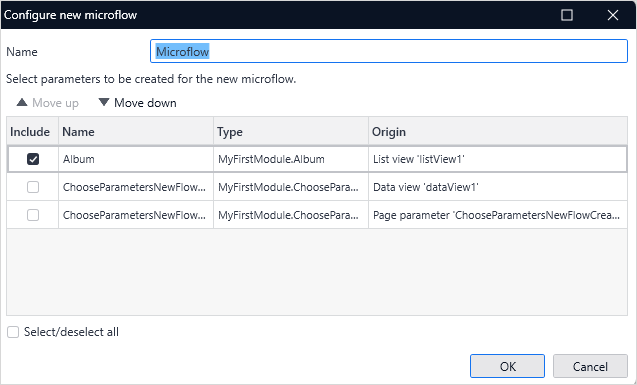 Configure new microflow
Name Microflow
Select parameters to be created for the new microflow.
Move up Move down
Include Name Type Origin
Album MyFirstModule.Album List view 'listView1'
ChooseParametersNewFlow... MyFirstModule.ChoosePara... Data view 'dataView1'
ChooseParametersNewFlow... MyFirstModule.ChoosePara... Page parameter 'ChooseParametersNewFlowCrea...
Select/deselect all
OK Cancel